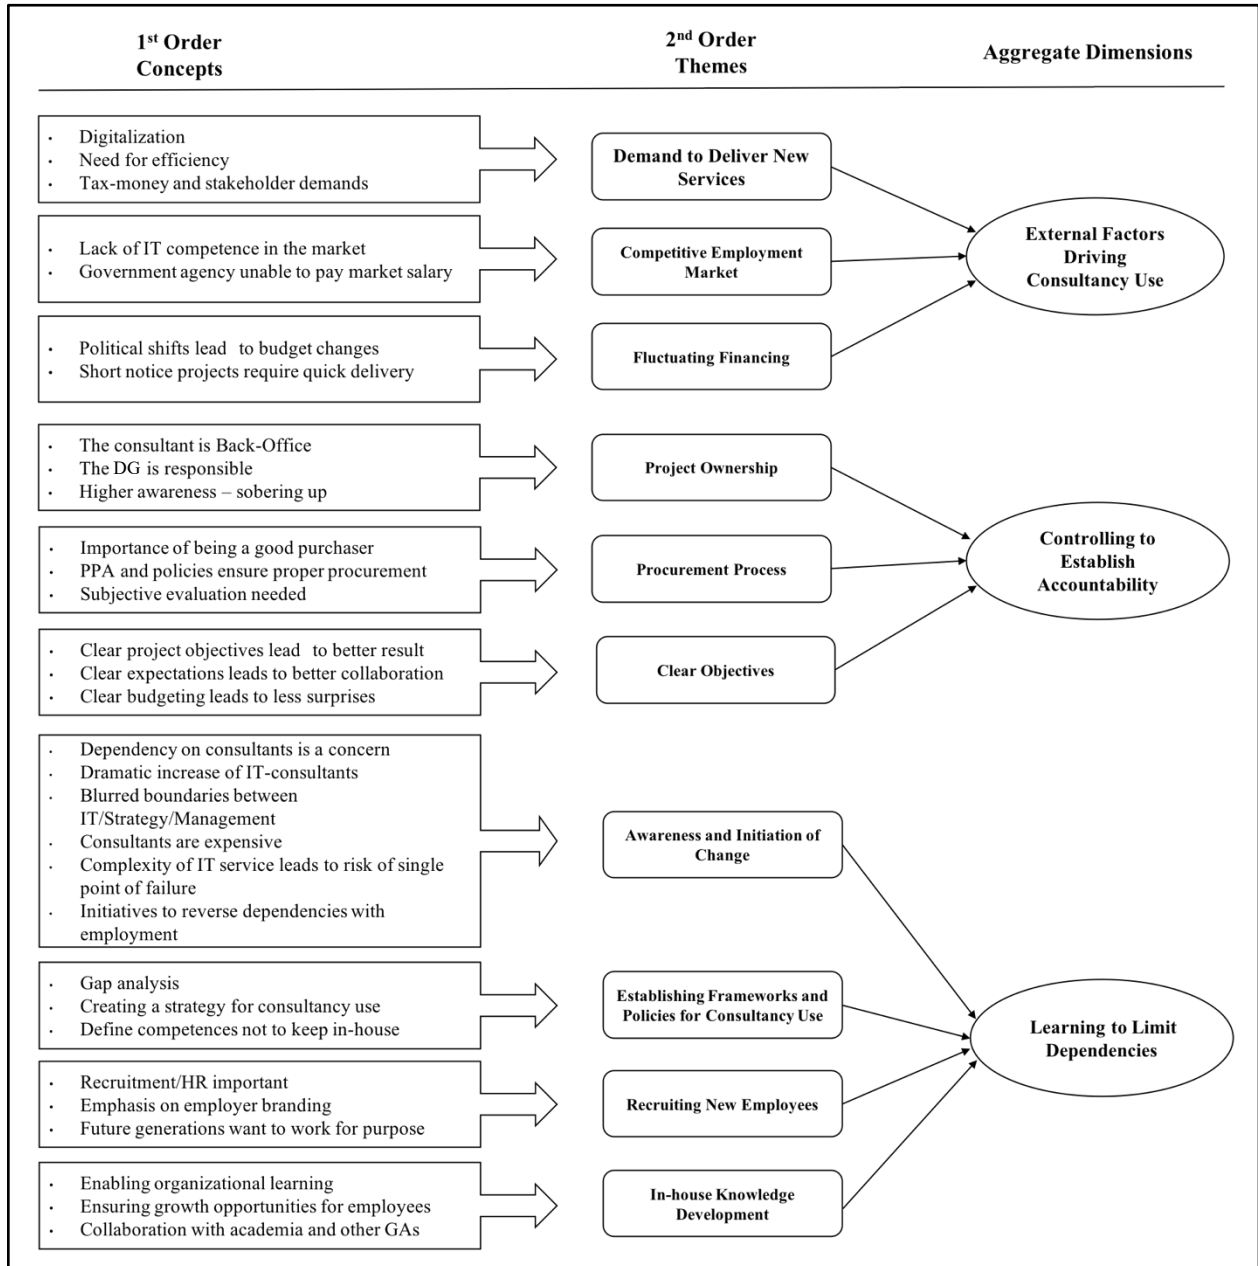 1st Order
Concepts
2nd Order
Themes
Aggregate Dimensions
· Digitalization
· Need for efficiency
· Tax-money and stakeholder demands
Demand to Deliver New
Services
· Lack of IT competence in the market
· Government agency unable to pay market salary
Competitive Employment
Market
· Political shifts lead to budget changes
· Short notice projects require quick delivery
Fluctuating Financing
External Factors
Driving
Consultancy Use
· The consultant is Back-Office
· The DG is responsible
· Higher awareness – sobering up
Project Ownership
· Importance of being a good purchaser
· PPA and policies ensure proper procurement
· Subjective evaluation needed
Procurement Process
· Clear project objectives lead to better result
· Clear expectations leads to better collaboration
· Clear budgeting leads to less surprises
Clear Objectives
Controlling to
Establish
Accountability
· Dependency on consultants is a concern
· Dramatic increase of IT-consultants
· Blurred boundaries between
IT/Strategy/Management
· Consultants are expensive
· Complexity of IT service leads to risk of single
point of failure
· Initiatives to reverse dependencies with
employment
Awareness and Initiation of
Change
· Gap analysis
· Creating a strategy for consultancy use
· Define competences not to keep in-house
Establishing Frameworks and
Policies for Consultancy Use
· Recruitment/HR important
· Emphasis on employer branding
· Future generations want to work for purpose
Recruiting New Employees
· Enabling organizational learning
· Ensuring growth opportunities for employees
· Collaboration with academia and other GAs
In-house Knowledge
Development
Learning to Limit
Dependencies